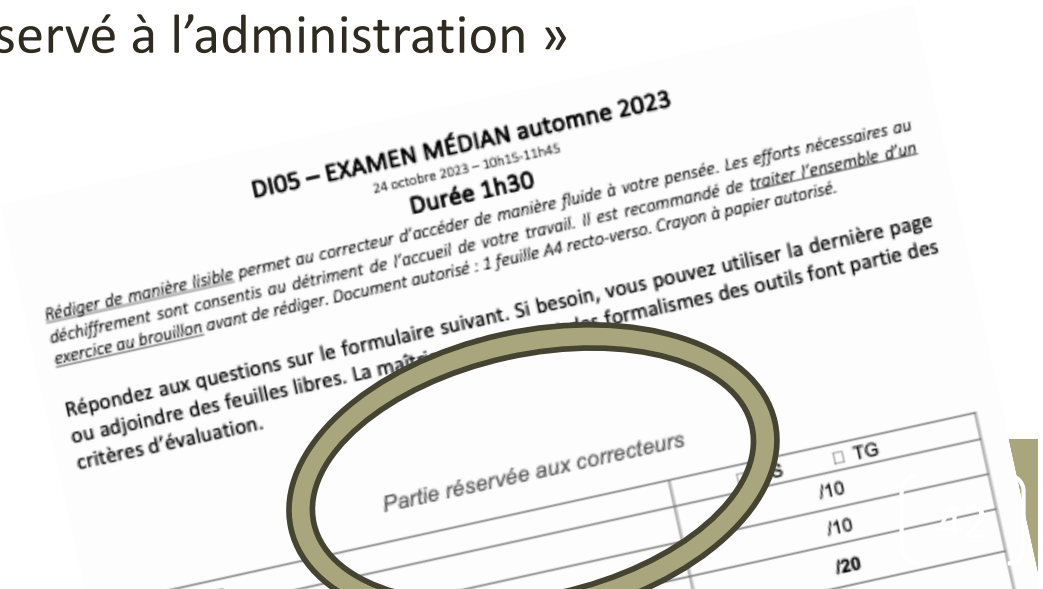 servé à l’administration »
DI05 – EXAMEN MÉDIAN automne 2023
24 octobre 2023 – 10h15-11h45
Durée 1h30
Rédiger de manière lisible permet au correcteur d’accéder de manière fluide à votre pensée. Les efforts nécessaires au
déchiffrement sont consentis au détriment de l’accueil de votre travail. Il est recommandé de traiter l’ensemble d’un
exercice au brouillon avant de rédiger. Document autorisé : 1 feuille A4 recto-verso. Crayon à papier autorisé.
Répondez aux questions sur le formulaire suivant. Si besoin, vous pouvez utiliser la dernière page
ou adjoindre des feuilles libres. La formalismes des outils font partie des
critères d’évaluation.
Partie réservée aux correcteurs
S □ TG
/10
/10
/20